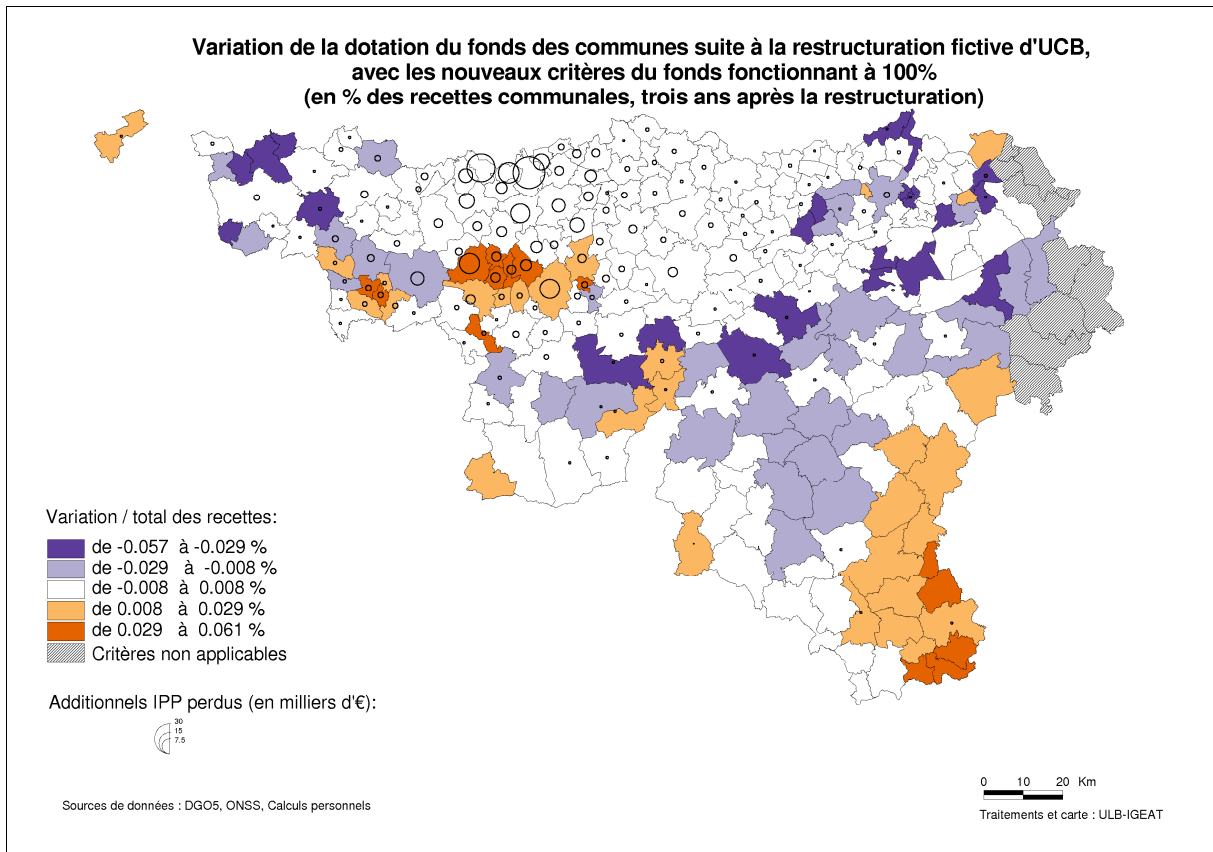 Variation de la dotation du fonds des communes suite à la restructuration fictive d'UCB,
avec les nouveaux critères du fonds fonctionnant à 100%
(en % des recettes communales, trois ans après la restructuration)
Variation / total des recettes:
de -0.057 à -0.029 %
de -0.029 à -0.008 %
de -0.008 à 0.008 %
de 0.008 à 0.029 %
de 0.029 à 0.061 %
Critères non applicables
Additionnels IPP perdus (en milliers d'€):
30
15
7.5
0 10 20 Km
Sources de données : DGO5, ONSS, Calculs personnels
Traitements et carte : ULB-IGEAT